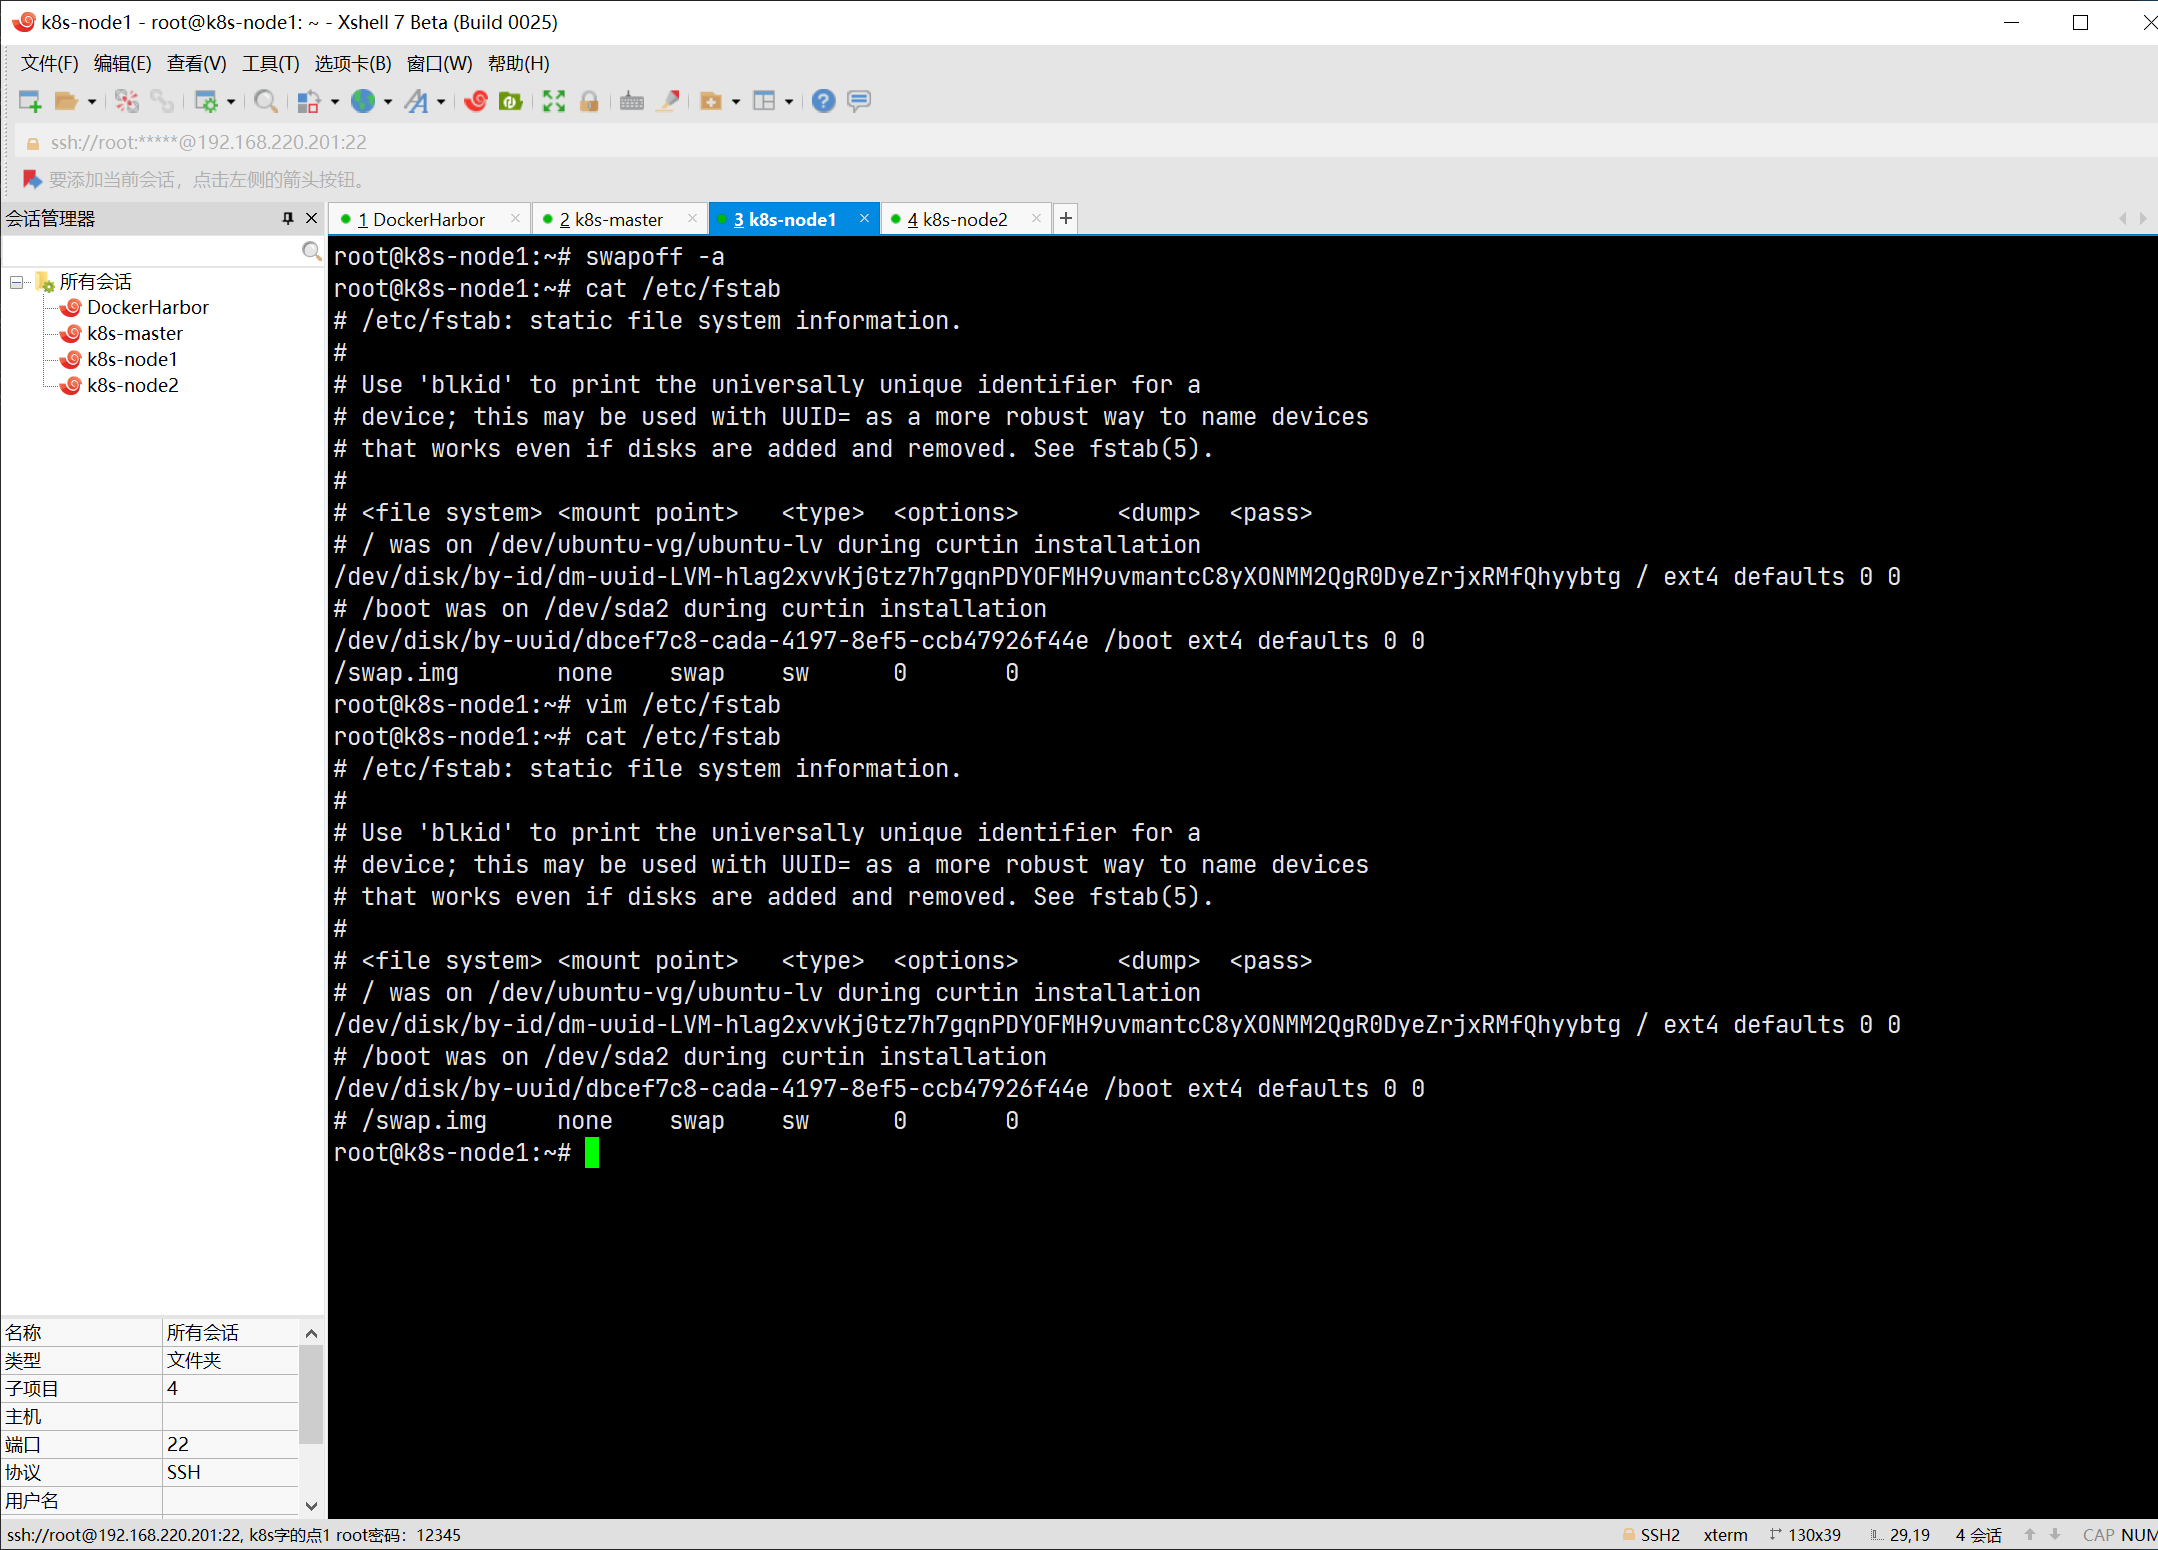 k8s-node1 - root@k8s-node1: ~ - Xshell 7 Beta (Build 0025)
文件(F) 编辑(E) 查看(V) 工具(T) 选项卡(B) 窗口(W) 帮助(H)
ssh://root:*****@192.168.220.201:22
要添加当前会话，点击左侧的箭头按钮。
会话管理器
1 DockerHarbor 2 k8s-master 3 k8s-node1 4 k8s-node2
所有会话
DockerHarbor
k8s-master
k8s-node1
k8s-node2
root@k8s-node1:~# swapoff -a
root@k8s-node1:~# cat /etc/fstab
# /etc/fstab: static file system information.
#
# Use 'blkid' to print the universally unique identifier for a
# device; this may be used with UUID= as a more robust way to name devices
# that works even if disks are added and removed. See fstab(5).
#
# <file system> <mount point>   <type>  <options>       <dump>  <pass>
# / was on /dev/ubuntu-vg/ubuntu-lv during curtin installation
/dev/disk/by-id/dm-uuid-LVM-hlag2xvvKjGtz7h7gqnPDYOFMH9uvmantcC8yXONMM2QgR0DyeZrjxRMfQhyybtg / ext4 defaults 0 0
# /boot was on /dev/sda2 during curtin installation
/dev/disk/by-uuid/dbcef7c8-cada-4197-8ef5-ccb47926f44e /boot ext4 defaults 0 0
/swap.img       none    swap    sw      0       0
root@k8s-node1:~# vim /etc/fstab
root@k8s-node1:~# cat /etc/fstab
# /etc/fstab: static file system information.
#
# Use 'blkid' to print the universally unique identifier for a
# device; this may be used with UUID= as a more robust way to name devices
# that works even if disks are added and removed. See fstab(5).
#
# <file system> <mount point>   <type>  <options>       <dump>  <pass>
# / was on /dev/ubuntu-vg/ubuntu-lv during curtin installation
/dev/disk/by-id/dm-uuid-LVM-hlag2xvvKjGtz7h7gqnPDYOFMH9uvmantcC8yXONMM2QgR0DyeZrjxRMfQhyybtg / ext4 defaults 0 0
# /boot was on /dev/sda2 during curtin installation
/dev/disk/by-uuid/dbcef7c8-cada-4197-8ef5-ccb47926f44e /boot ext4 defaults 0 0
# /swap.img     none    swap    sw      0       0
root@k8s-node1:~#
名称 所有会话
类型 文件夹
子项目 4
主机
端口 22
协议 SSH
用户名
ssh://root@192.168.220.201:22, k8s字的点1 root密码：12345 SSH2 xterm 130x39 29,19 4 会话 CAP NUM